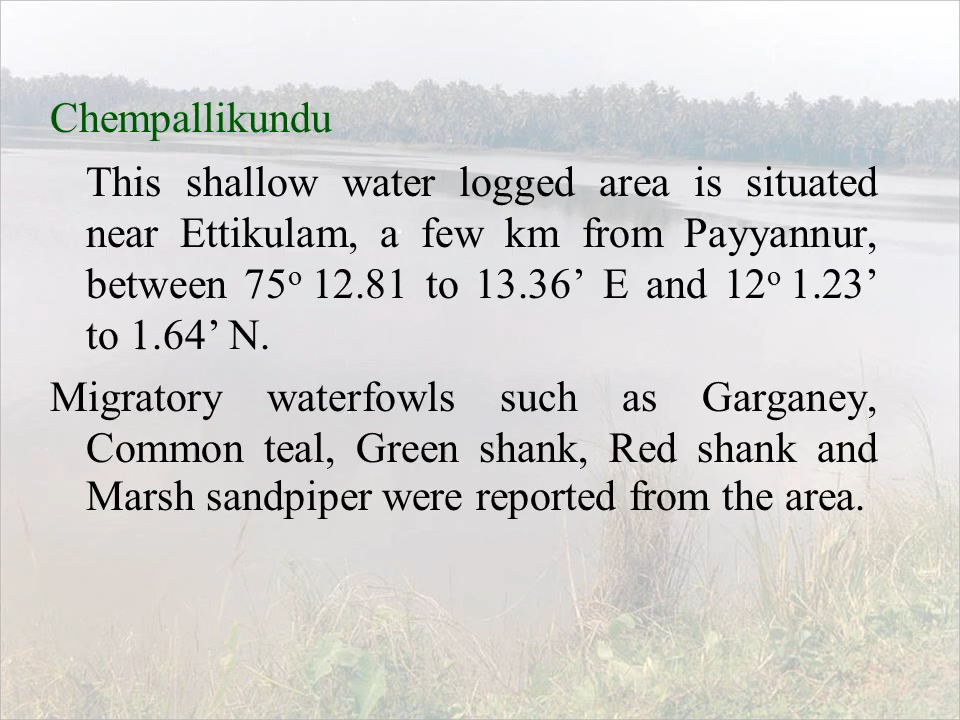 Chempallikundu
This shallow water logged area is situated
near Ettikulam, a few km from Payyannur,
between 75º 12.81 to 13.36’ E and 12º 1.23’
to 1.64’ N.
Migratory waterfowls such as Garganey,
Common teal, Green shank, Red shank and
Marsh sandpiper were reported from the area.